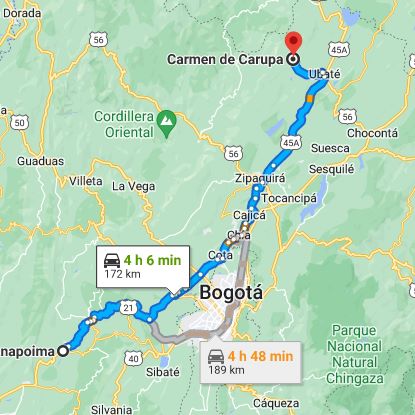 Dorada
56
Carmen de Carupa
45A
Ubaté
Cordillera
Oriental
50
56
45A
Chocontá
Suesca
Guaduas
Sesquilé
Villeta
La Vega
Zipaquirá
Tocancipá
Cajicá
Chía
Cota
4 h 6 min
172 km
21
Bogotá
napoima
40
4 h 48 min
189 km
Sibaté
Silvania
Cáqueza
Parque
Nacional
Natural
Chingaza